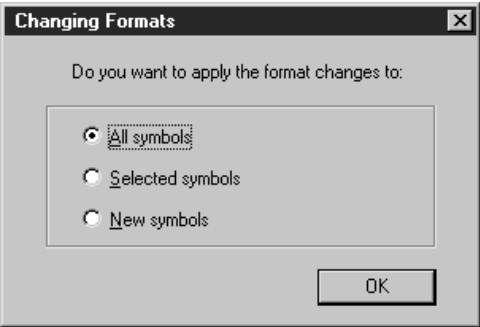 Changing Formats
Do you want to apply the format changes to:
All symbols
Selected symbols
New symbols
OK